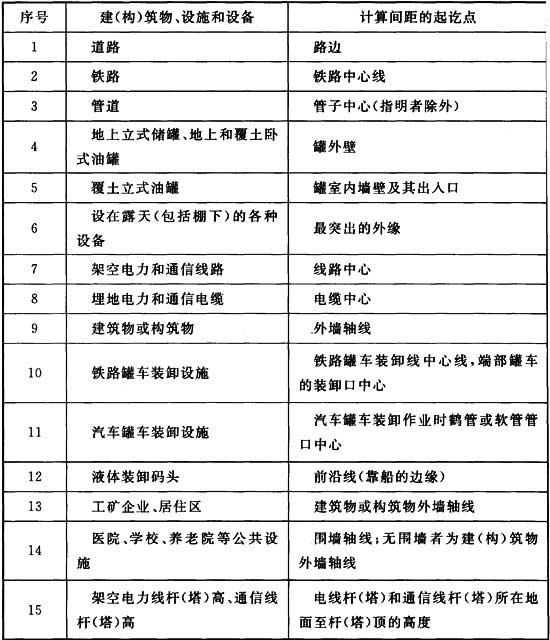 序号 建(构)筑物、设施和设备 计算间距的起讫点
1 道路 路边
2 铁路 铁路中心线
3 管道 管子中心(指明者除外)
4 地上立式储罐、地上和覆土卧
式油罐 罐外壁
5 覆土立式油罐 罐室内墙壁及其出入口
6 设在露天(包括棚下)的各种
设备 最突出的外缘
7 架空电力和通信线路 线路中心
8 埋地电力和通信电缆 电缆中心
9 建筑物或构筑物 外墙轴线
10 铁路罐车装卸设施 铁路罐车装卸线中心线,端部罐车
的装卸口中心
11 汽车罐车装卸设施 汽车罐车装卸作业时鹤管或软管管
口中心
12 液体装卸码头 前沿线(靠船的边缘)
13 工矿企业、居住区 建筑物或构筑物外墙轴线
14 医院、学校、养老院等公共设
施 围墙轴线;无围墙者为建(构)筑物
外墙轴线
15 架空电力线杆(塔)高、通信线
杆(塔)高 电线杆(塔)和通信线杆(塔)所在地
面至杆(塔)顶的高度